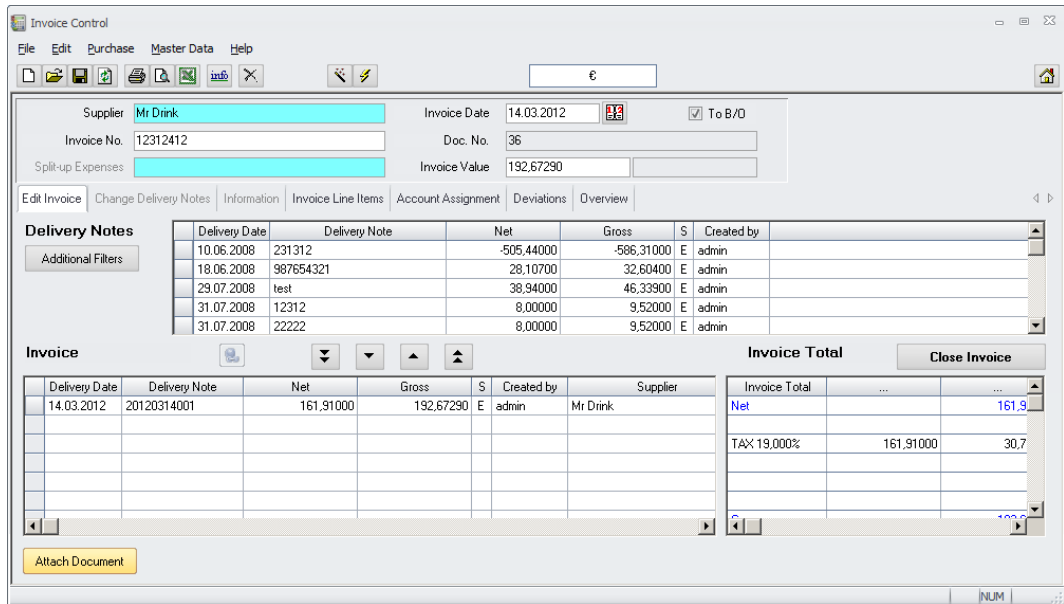 Invoice Control
File Edit Purchase Master Data Help
info €
Supplier Mr Drink Invoice Date 14.03.2012 To B/O
Invoice No. 12312412 Doc. No. 36
Split-up Expenses Invoice Value 192,67290
Edit Invoice Change Delivery Notes Information Invoice Line Items Account Assignment Deviations Overview
Delivery Notes Delivery Date Delivery Note Net Gross S Created by
Additional Filters
10.06.2008 231312 -505,44000 -586,31000 E admin
18.06.2008 987654321 28,10700 32,60400 E admin
29.07.2008 test 38,94000 46,33900 E admin
31.07.2008 12312 8,00000 9,52000 E admin
31.07.2008 22222 8,00000 9,52000 E admin
Invoice Invoice Total Close Invoice
Delivery Date Delivery Note Net Gross S Created by Supplier Invoice Total ... ...
14.03.2012 20120314001 161,91000 192,67290 E admin Mr Drink Net 161,9
TAX 19,000% 161,91000 30,7
Attach Document
NUM